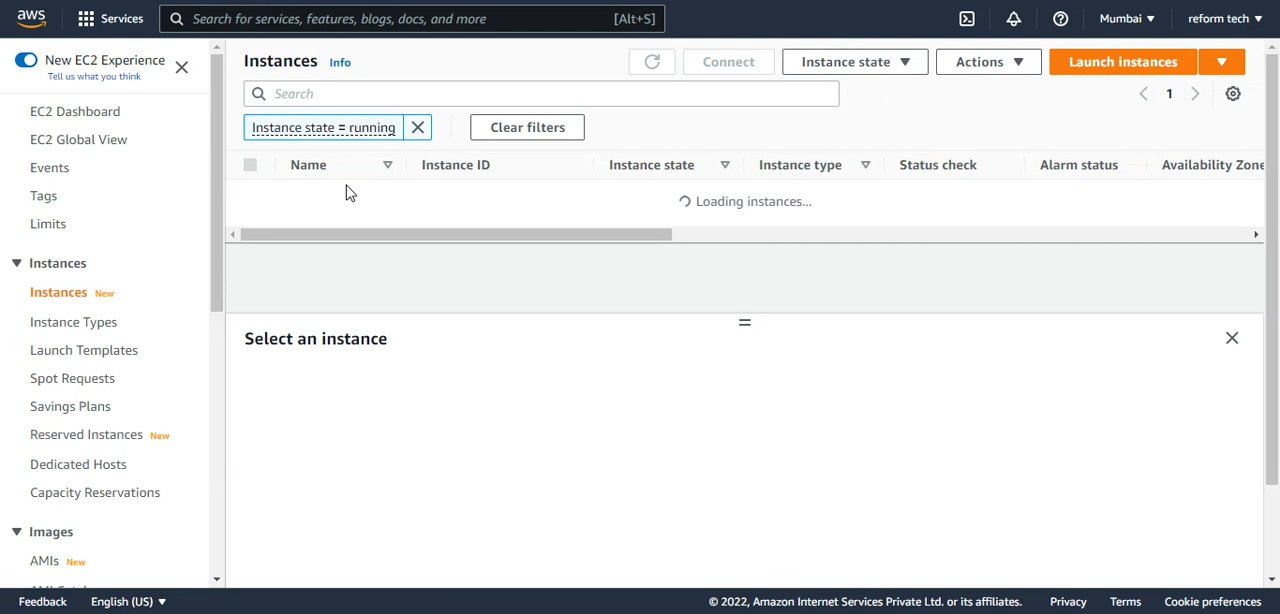 aws
Services
Search for services, features, blogs, docs, and more
[Alt+S]
Mumbai
reform tech
New EC2 Experience
Tell us what you think
EC2 Dashboard
EC2 Global View
Events
Tags
Limits
Instances
Instances New
Instance Types
Launch Templates
Spot Requests
Savings Plans
Reserved Instances New
Dedicated Hosts
Capacity Reservations
Images
AMIs New
Instances Info
Connect
Instance state
Actions
Launch instances
Search
1
Instance state = running
Clear filters
Name Instance ID Instance state Instance type Status check Alarm status Availability Zone
Loading instances...
Select an instance
Feedback English (US) © 2022, Amazon Internet Services Private Ltd. or its affiliates. Privacy Terms Cookie preferences